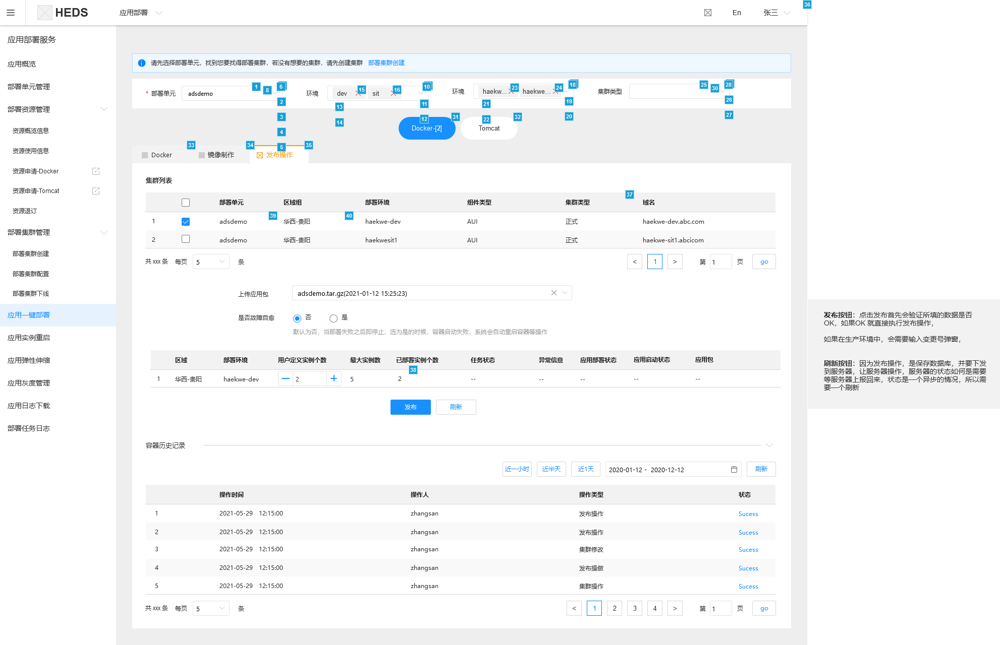 HEDS
应用部署
En
张三
36
应用部署服务
应用概览
部署单元管理
部署资源管理
资源概览信息
资源使用信息
资源申请-Docker
资源申请-Tomcat
资源退订
部署集群管理
部署集群创建
部署集群配置
部署集群下线
应用一键部署
应用实例重启
应用弹性伸缩
应用灰度管理
应用日志下载
部署任务日志
请先选择部署单元，找到您要找得部署集群，若没有想要的集群，请先创建集群 部署集群创建
* 部署单元 adsdemo 1 8 6
环境 dev 15 sit 16 10
环境 haekw... 23 haekwe... 24 18
集群类型 25 30 28
2 13 11 21 19 26
3 14 12 31 22 32 20 27
4 Docker-[2] Tomcat
33 34 5 35
Docker 镜像制作 发布操作
集群列表
37
部署单元 区域组 部署环境 组件类型 集群类型 域名
39 40
1 adsdemo 华西-贵阳 haekwe-dev AUI 正式 haekwe-dev.abc.com
2 adsdemo 华西-贵阳 haekwesit1 AUI 正式 haekwe-sit1.abcicom
共 xxx 条 每页 5 条 < 1 > 第 1 页 go
上传应用包 adsdemo.tar.gz(2021-01-12 15:25:23)
是否故障自愈 否 是
默认为否，当部署失败之后即停止，选为是的时候，容器启动失败，系统会自动重启容器等操作
区域 部署环境 用户定义实例个数 最大实例数 已部署实例个数 任务状态 异常信息 应用部署状态 应用启动状态 应用包
38
1 华西-贵阳 haekwe-dev 2 5 2 -- -- -- -- --
发布 刷新
容器历史记录
近一小时 近半天 近1天 2020-01-12 - 2020-12-12 刷新
操作时间 操作人 操作类型 状态
1 2021-05-29 12:15:00 zhangsan 发布操作 Sucess
2 2021-05-29 12:15:00 zhangsan 发布操作 Sucess
3 2021-05-29 12:15:00 zhangsan 集群修改 Sucess
4 2021-05-29 12:15:00 zhangsan 发布操做 Sucess
5 2021-05-29 12:15:00 zhangsan 集群操作 Sucess
共 xxx 条 每页 5 条 < 1 2 3 4 > 第 1 页 go
发布按钮：点击发布首先会验证所填的数据是否
OK，如果OK 就直接执行发布操作，
如果在生产环境中，会需要输入变更号弹窗，
刷新按钮：因为发布操作，是保存数据库，并要下发
到服务器，让服务器操作，服务器的状态如何是需要
等服务器上报回来，状态是一个异步的情况，所以需
要一个刷新